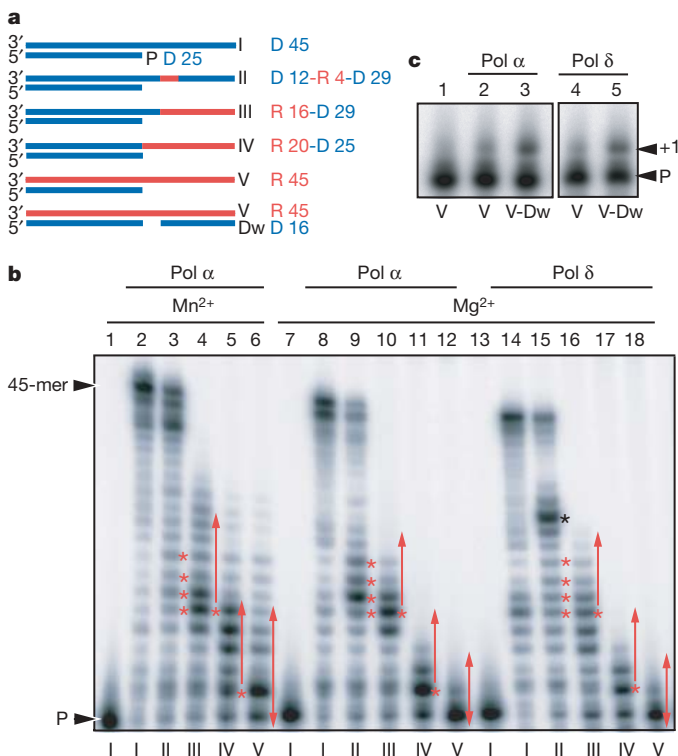 a
3′ I D 45
5′ P D 25
3′ II D 12-R 4-D 29
5′
3′ III R 16-D 29
5′
3′ IV R 20-D 25
5′
3′ V R 45
5′
3′ V R 45
5′ Dw D 16
c
Pol α Pol δ
1 2 3 4 5
+1
P
V V V-Dw V V-Dw
b
Pol α Pol α Pol δ
Mn2+ Mg2+
1 2 3 4 5 6 7 8 9 10 11 12 13 14 15 16 17 18
45-mer
* * * * * * * * * * * * * * * * * * *
P
I I II III IV V I I II III IV V I I II III IV V